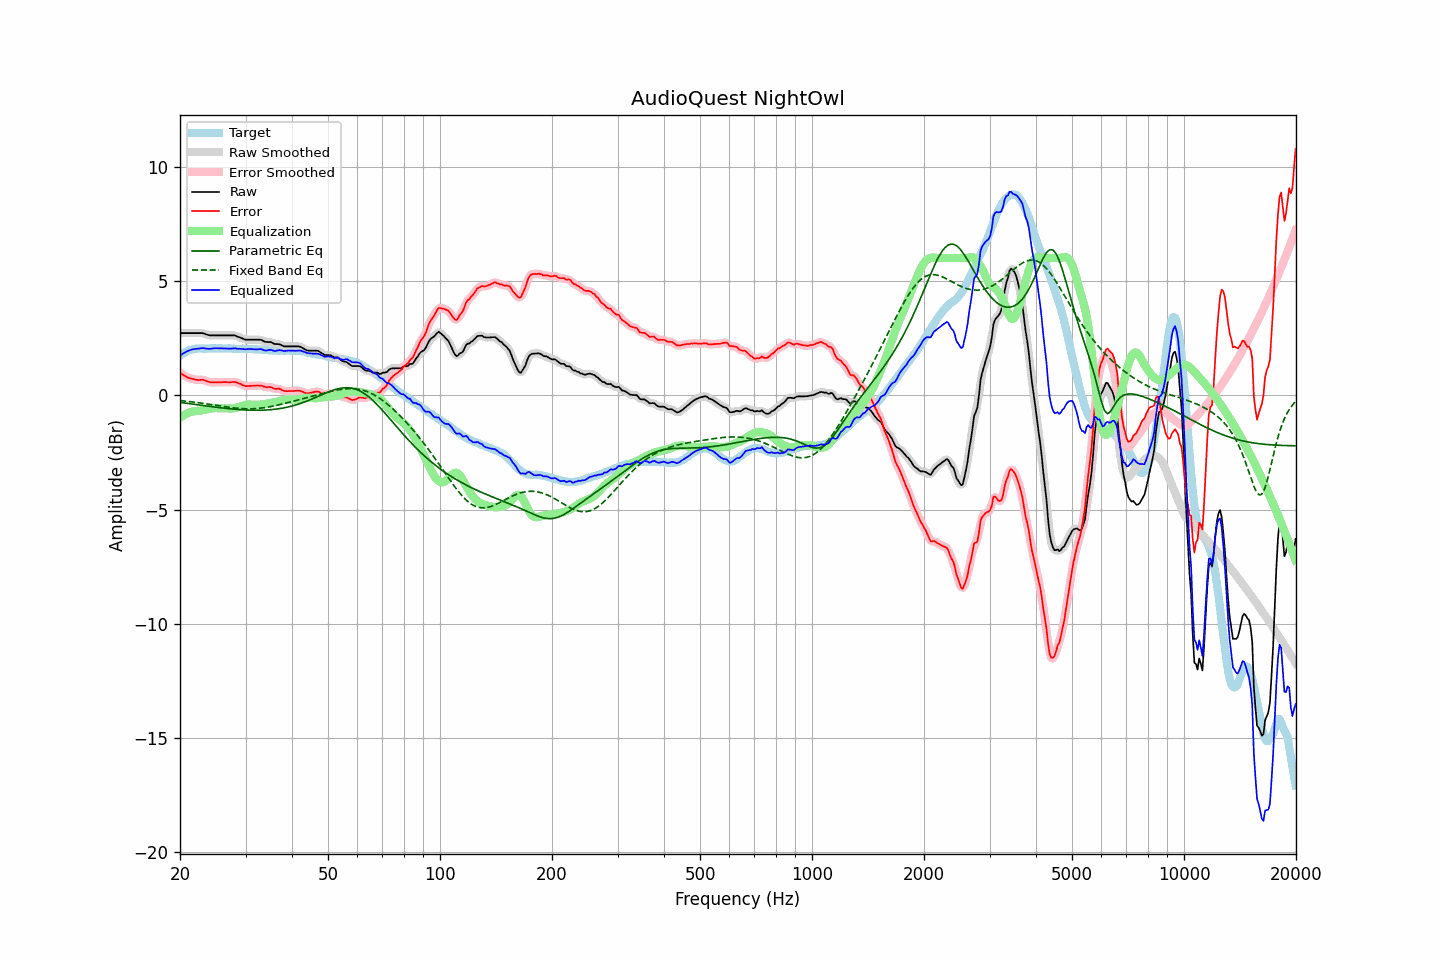 AudioQuest NightOwl
Target
Raw Smoothed
Error Smoothed
Raw
Error
Equalization
Parametric Eq
Fixed Band Eq
Equalized
10
5
0
−5
−10
−15
−20
Amplitude (dBr)
20 50 100 200 500 1000 2000 5000 10000 20000
Frequency (Hz)